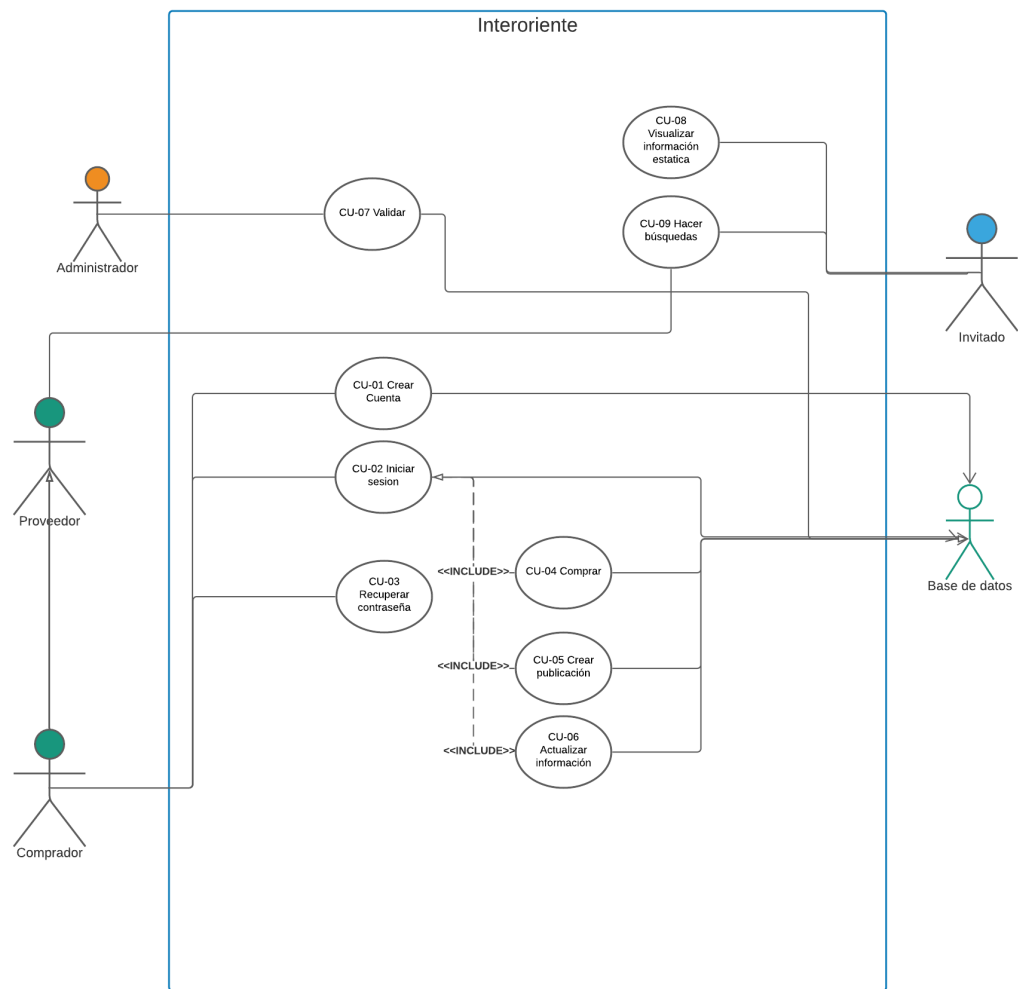 Interoriente
CU-08
Visualizar
información
estatica
CU-07 Validar
CU-09 Hacer
búsquedas
Administrador
Invitado
CU-01 Crear
Cuenta
CU-02 Iniciar
sesion
Proveedor
<<INCLUDE>>
CU-04 Comprar
CU-03
Recuperar
contraseña
Base de datos
<<INCLUDE>>
CU-05 Crear
publicación
<<INCLUDE>>
CU-06
Actualizar
información
Comprador